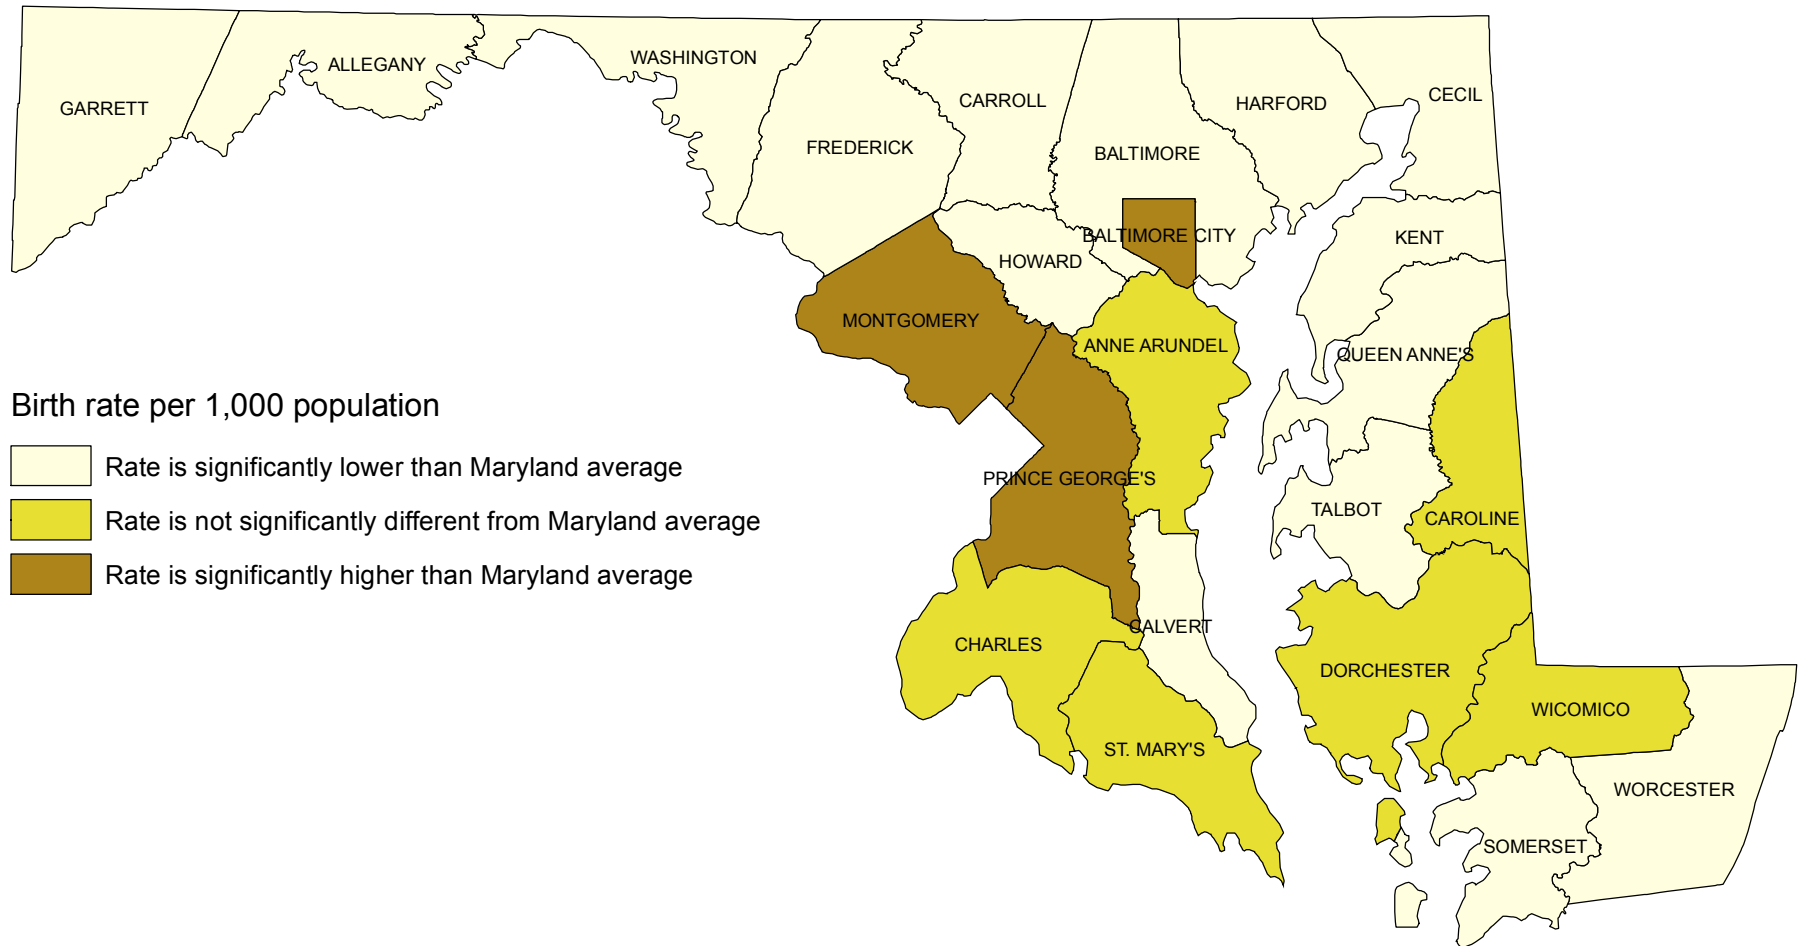 ALLEGANY
WASHINGTON
GARRETT
CARROLL
HARFORD
CECIL
FREDERICK
BALTIMORE
BALTIMORE CITY
KENT
HOWARD
MONTGOMERY
ANNE ARUNDEL
QUEEN ANNE'S
Birth rate per 1,000 population
Rate is significantly lower than Maryland average
Rate is not significantly different from Maryland average
Rate is significantly higher than Maryland average
PRINCE GEORGE'S
TALBOT
CAROLINE
CALVERT
CHARLES
DORCHESTER
WICOMICO
ST. MARY'S
WORCESTER
SOMERSET